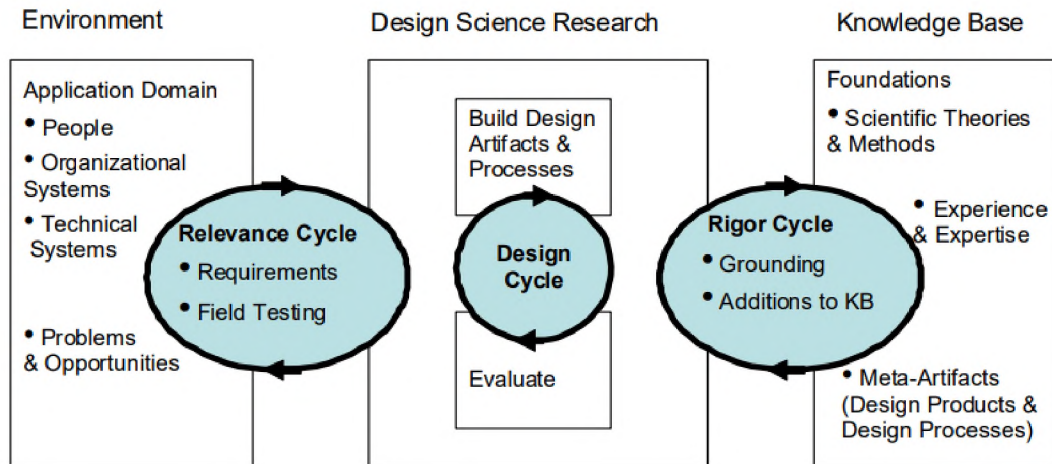 Environment
Design Science Research
Knowledge Base
Application Domain
• People
• Organizational
Systems
• Technical
Systems
• Problems
& Opportunities
Relevance Cycle
• Requirements
• Field Testing
Build Design
Artifacts &
Processes
Design
Cycle
Evaluate
Rigor Cycle
• Grounding
• Additions to KB
Foundations
• Scientific Theories
& Methods
• Experience
& Expertise
• Meta-Artifacts
(Design Products &
Design Processes)